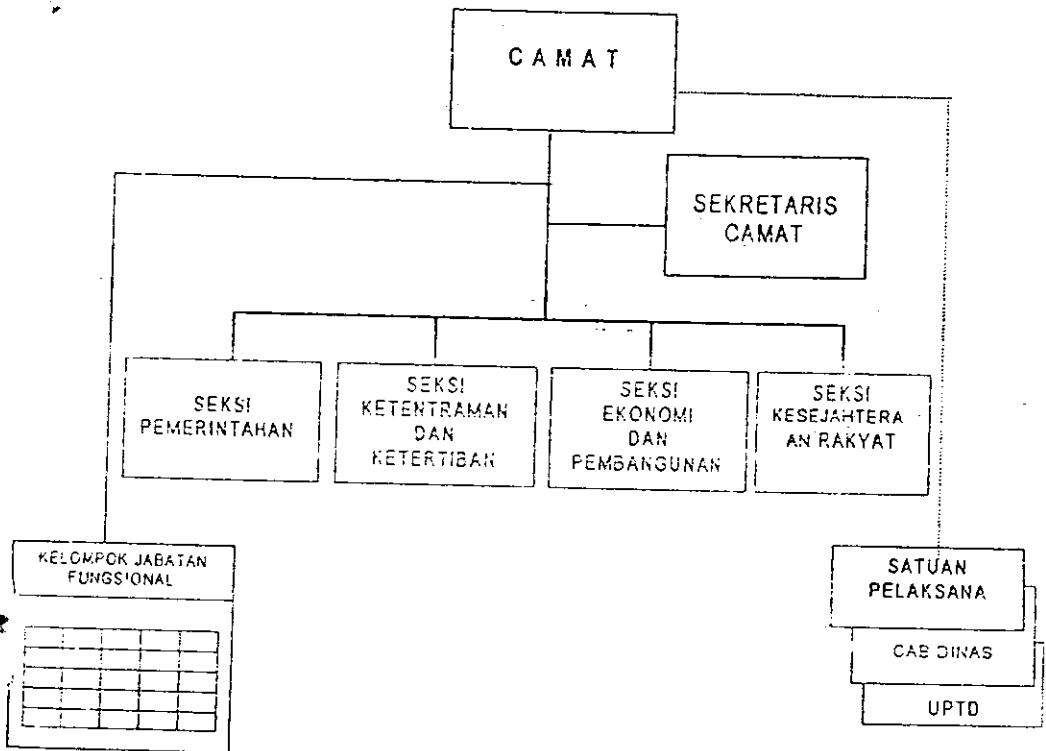 C A M A T
SEKRETARIS
CAMAT
SEKSI
PEMERINTAHAN
SEKSI
KETENTRAMAN
DAN
KETERTIBAN
SEKSI
EKONOMI
DAN
PEMBANGUNAN
SEKSI
KESEJAHTERA
AN RAKYAT
KELOMPOK JABATAN
FUNGSIONAL
SATUAN
PELAKSANA
CAB DINAS
UPTD